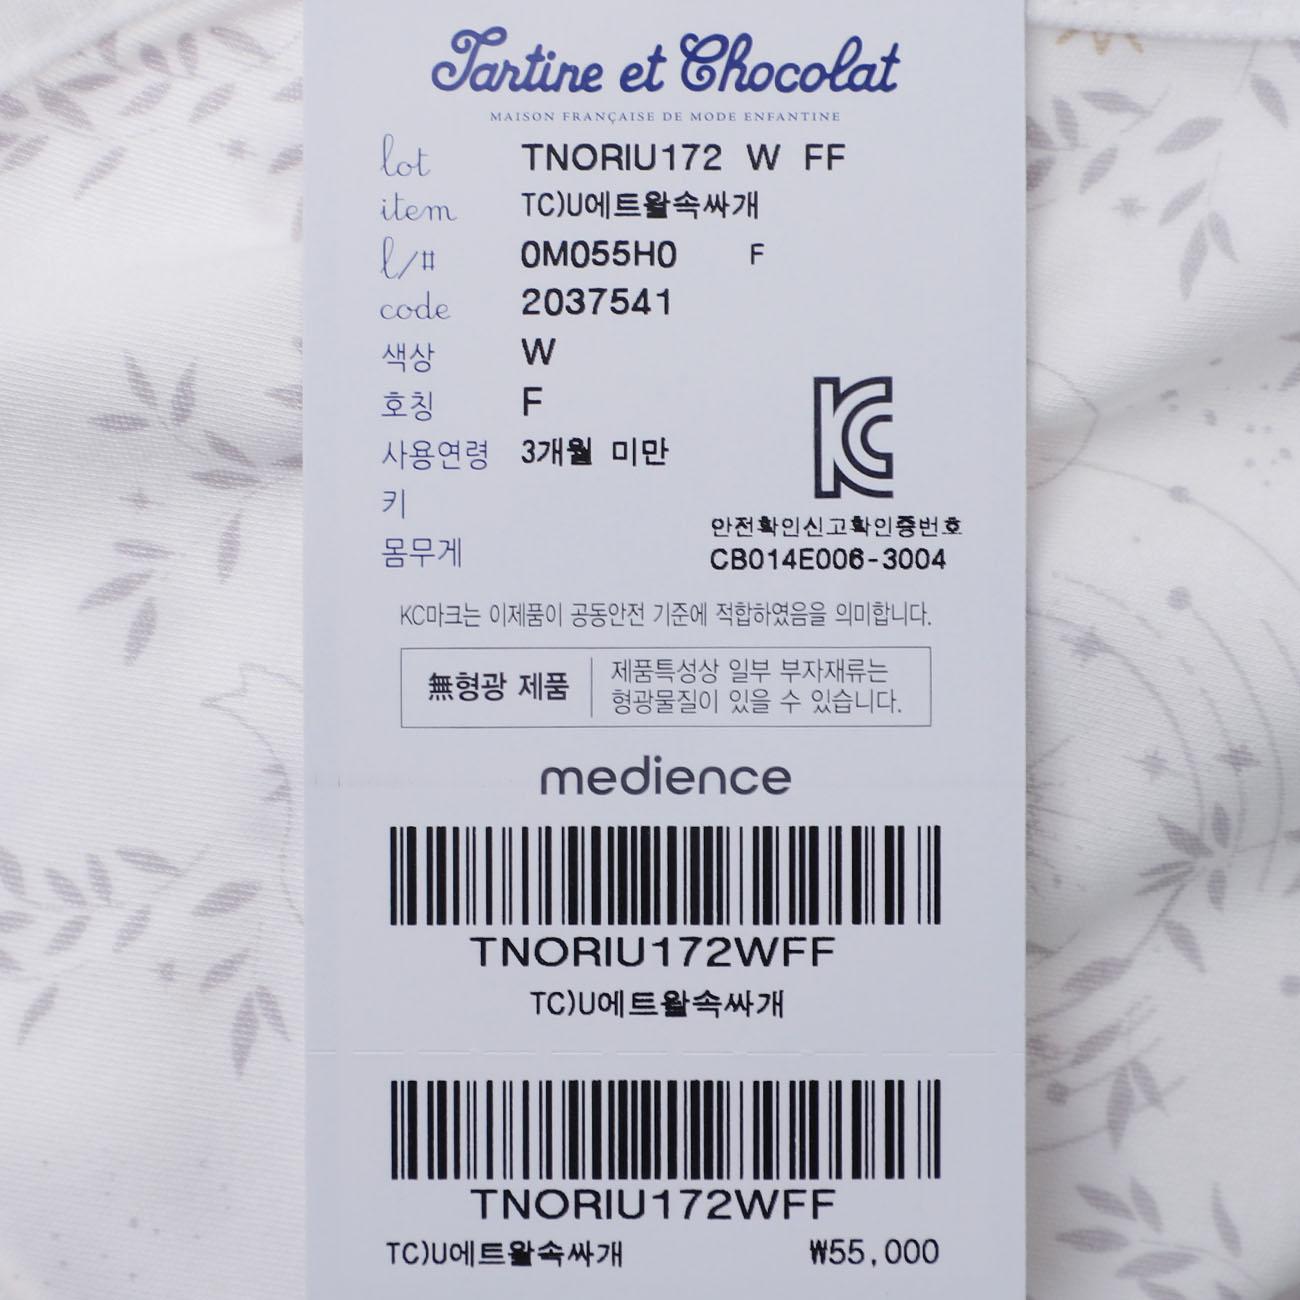 Tartine et Chocolat
MAISON FRANÇAISE DE MODE ENFANTINE
lot TNORIU172 W FF
item TC)U에트왈속싸개
l/# 0M055H0 F
code 2037541
색상 W
호칭 F
사용연령 3개월 미만
키
몸무게
KC
안전확인신고확인증번호
CB014E006-3004
KC마크는 이제품이 공동안전 기준에 적합하였음을 의미합니다.
無형광 제품
제품특성상 일부 부자재류는
형광물질이 있을 수 있습니다.
medience
TNORIU172WFF
TC)U에트왈속싸개
TNORIU172WFF
TC)U에트왈속싸개 ₩55,000